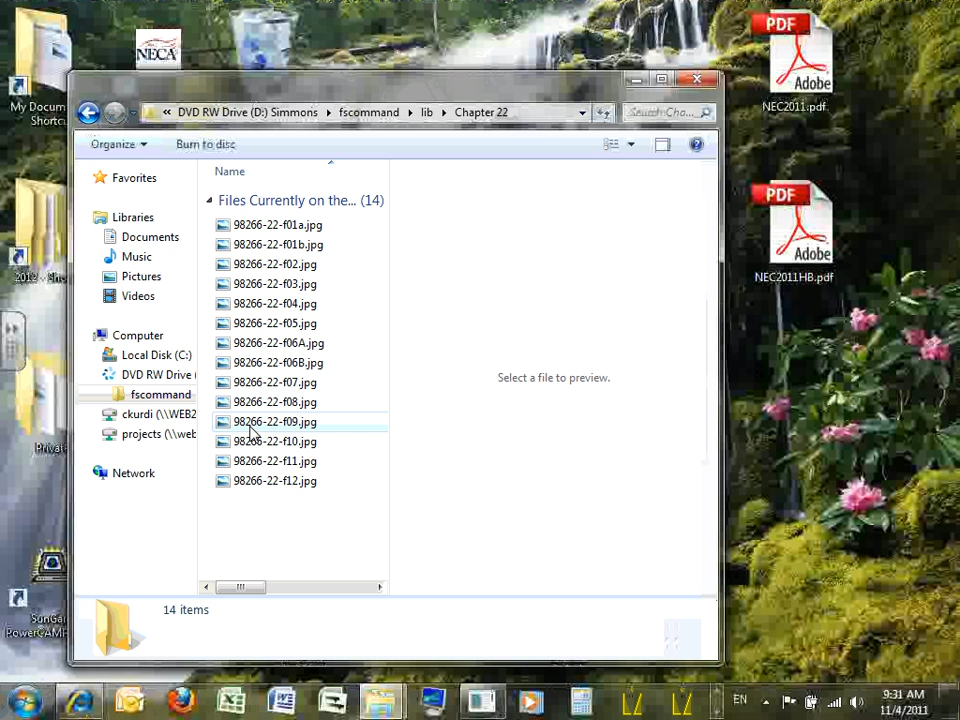 NECA
My Docum
Shortc
PDF
Adobe
NEC2011.pdf
PDF
Adobe
NEC2011HB.pdf
« DVD RW Drive (D:) Simmons ▸ fscommand ▸ lib ▸ Chapter 22
Search Cha...
Organize ▾ Burn to disc
Name
Files Currently on the... (14)
98266-22-f01a.jpg
98266-22-f01b.jpg
98266-22-f02.jpg
98266-22-f03.jpg
98266-22-f04.jpg
98266-22-f05.jpg
98266-22-f06A.jpg
98266-22-f06B.jpg
98266-22-f07.jpg
98266-22-f08.jpg
98266-22-f09.jpg
98266-22-f10.jpg
98266-22-f11.jpg
98266-22-f12.jpg
Favorites
Libraries
Documents
Music
Pictures
Videos
Computer
Local Disk (C:)
DVD RW Drive (
fscommand
ckurdi (\\WEB2
projects (\\web
Network
Select a file to preview.
14 items
Privat
SunGar
PowerCAMP
EN
9:31 AM
11/4/2011